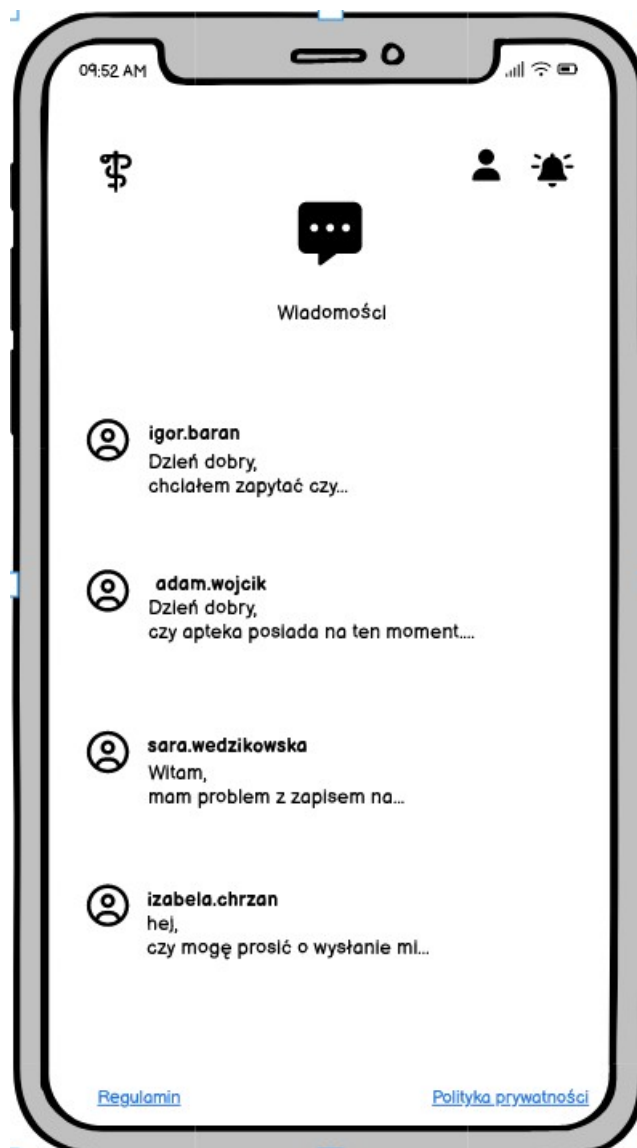 09:52 AM
Wiadomości
igor.baran
Dzień dobry,
chciałem zapytać czy...
adam.wojcik
Dzień dobry,
czy apteka posiada na ten moment....
sara.wedzikowska
Witam,
mam problem z zapisem na...
izabela.chrzan
hej,
czy mogę prosić o wysłanie mi...
Regulamin
Polityka prywatności